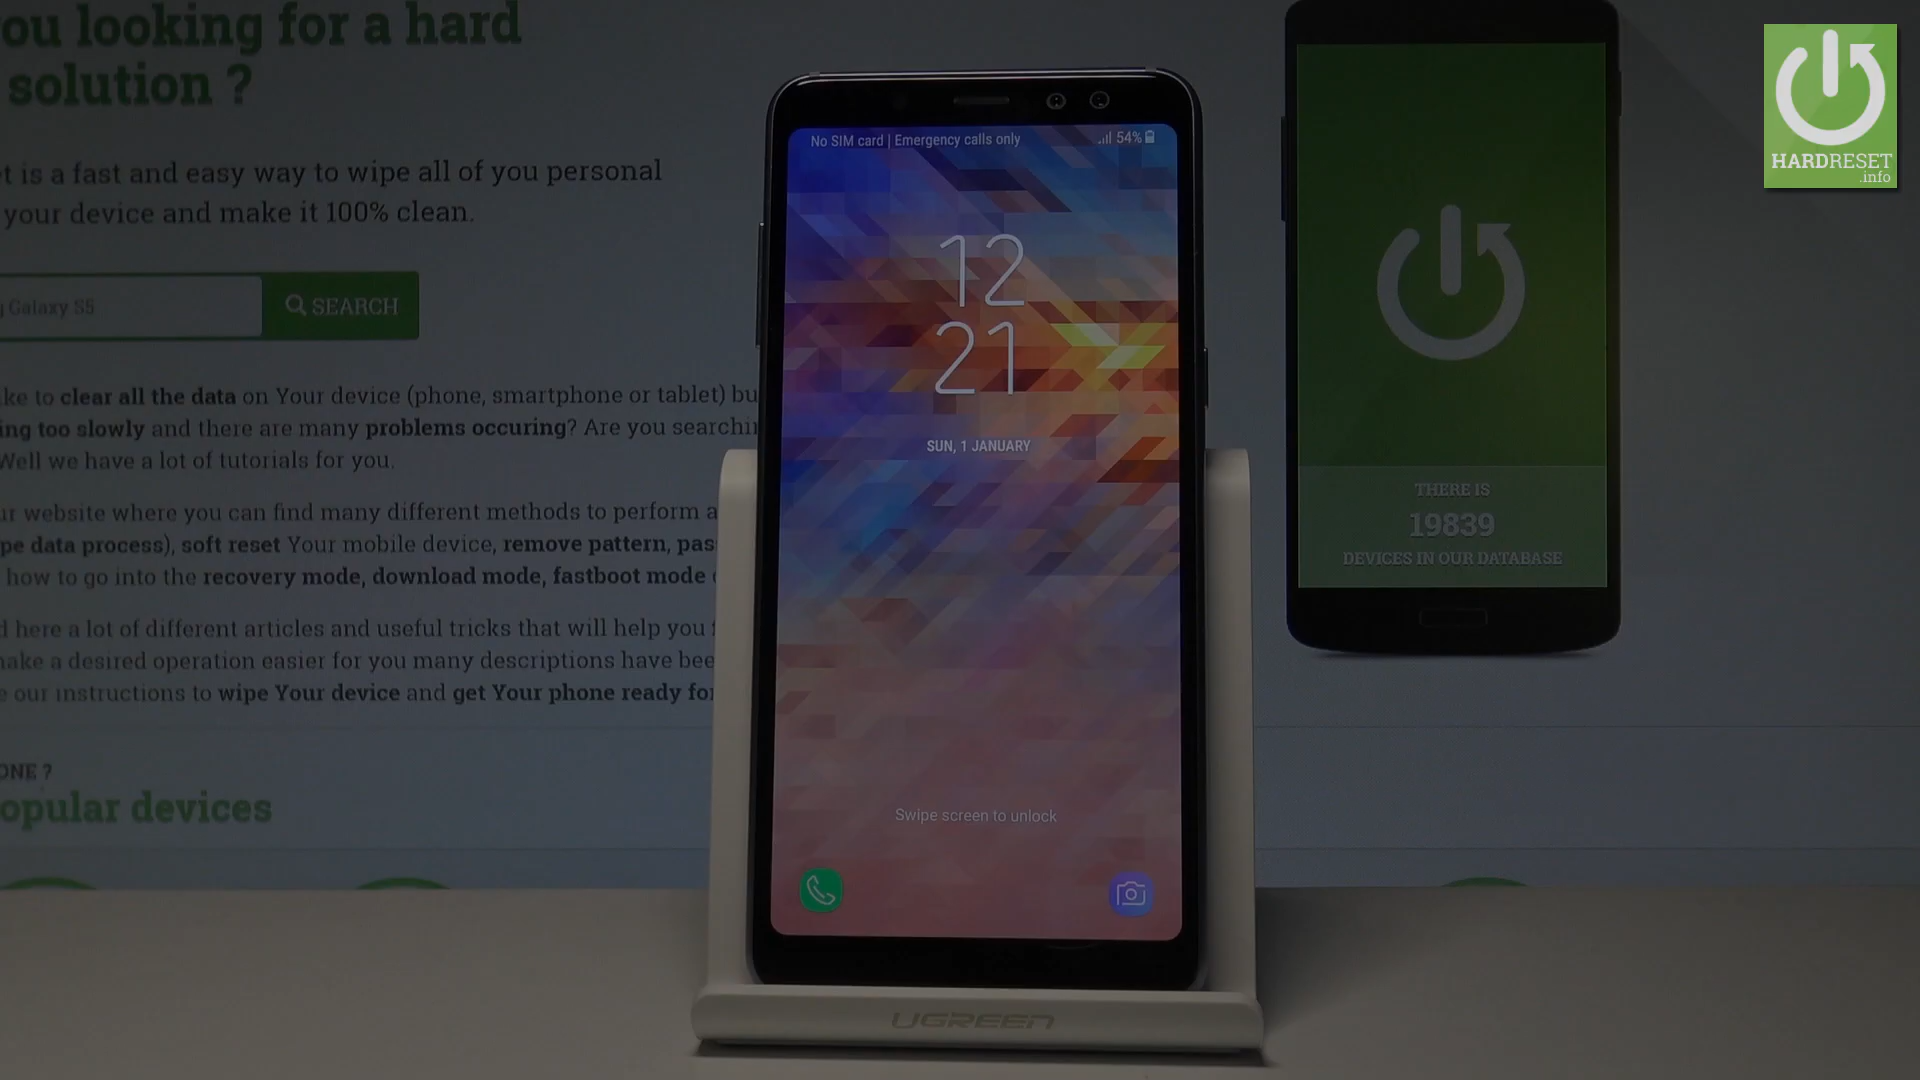 ou looking for a hard
solution ?
t is a fast and easy way to wipe all of you personal
your device and make it 100% clean.
Galaxy S5
SEARCH
ke to clear all the data on Your device (phone, smartphone or tablet) bu
ing too slowly and there are many problems occuring? Are you searchi
Well we have a lot of tutorials for you.
ur website where you can find many different methods to perform a
pe data process), soft reset Your mobile device, remove pattern, pas
how to go into the recovery mode, download mode, fastboot mode
d here a lot of different articles and useful tricks that will help you
make a desired operation easier for you many descriptions have bee
e our instructions to wipe Your device and get Your phone ready for
ONE ?
opular devices
No SIM card | Emergency calls only
54%
12
21
SUN, 1 JANUARY
Swipe screen to unlock
UGREEN
THERE IS
19839
DEVICES IN OUR DATABASE
HARDRESET
.info